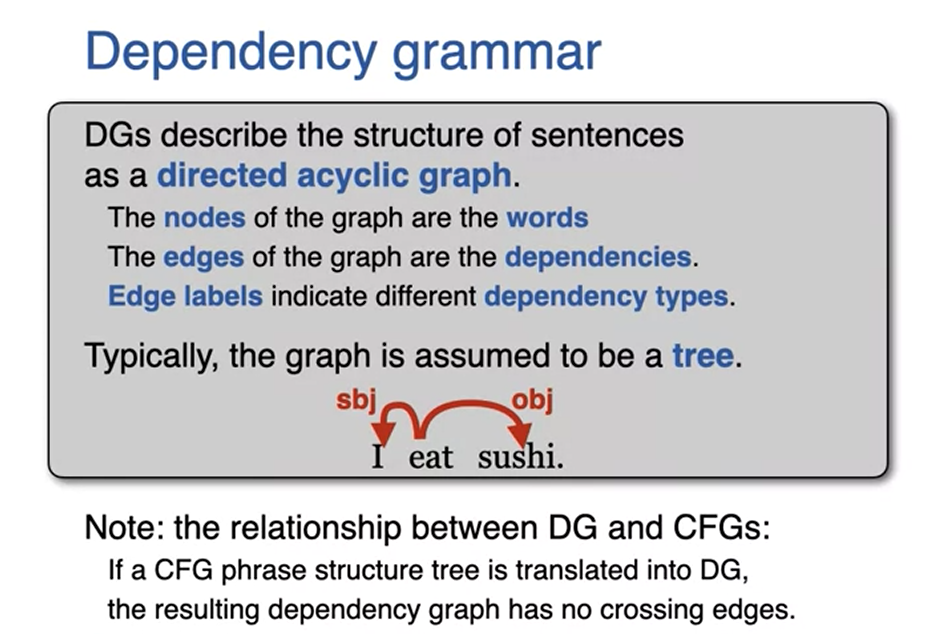 Dependency grammar
DGs describe the structure of sentences
as a directed acyclic graph.
The nodes of the graph are the words
The edges of the graph are the dependencies.
Edge labels indicate different dependency types.
Typically, the graph is assumed to be a tree.
sbj obj
I eat sushi.
Note: the relationship between DG and CFGs:
If a CFG phrase structure tree is translated into DG,
the resulting dependency graph has no crossing edges.